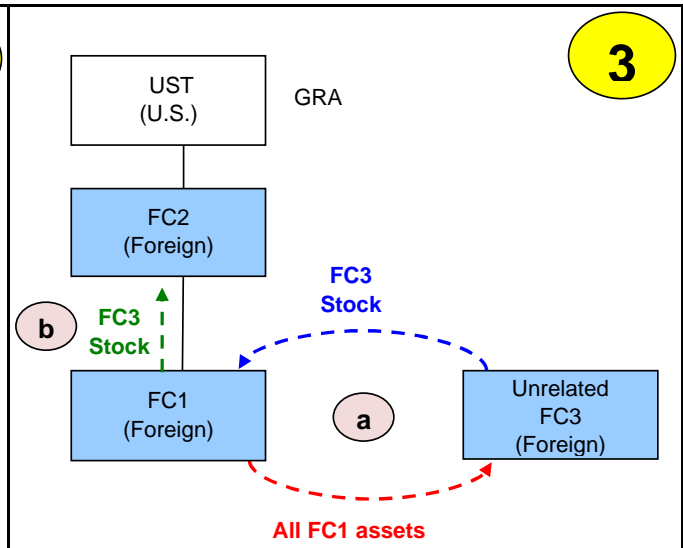 3
UST
(U.S.)
GRA
FC2
(Foreign)
FC3
Stock
b
FC3
Stock
FC1
(Foreign)
a
Unrelated
FC3
(Foreign)
All FC1 assets